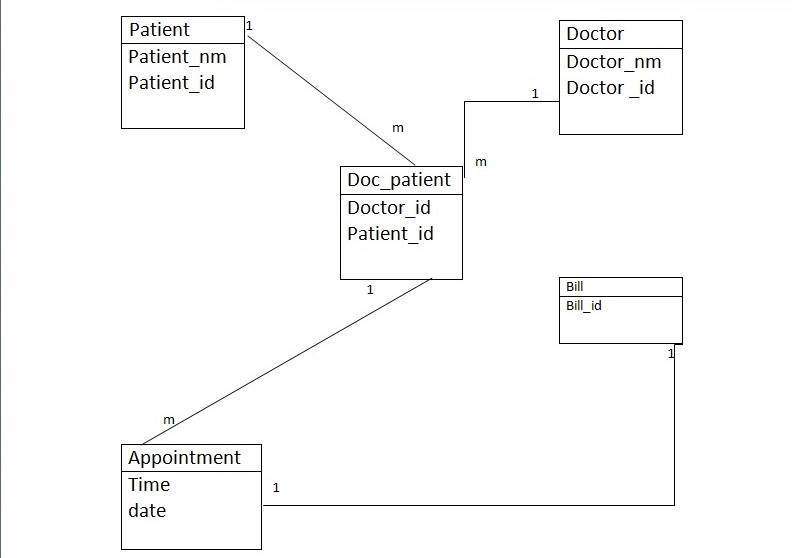 Patient
Patient_nm
Patient_id
1
m
Doctor
Doctor_nm
Doctor _id
1
m
Doc_patient
Doctor_id
Patient_id
1
m
Bill
Bill_id
1
Appointment
Time
date
1